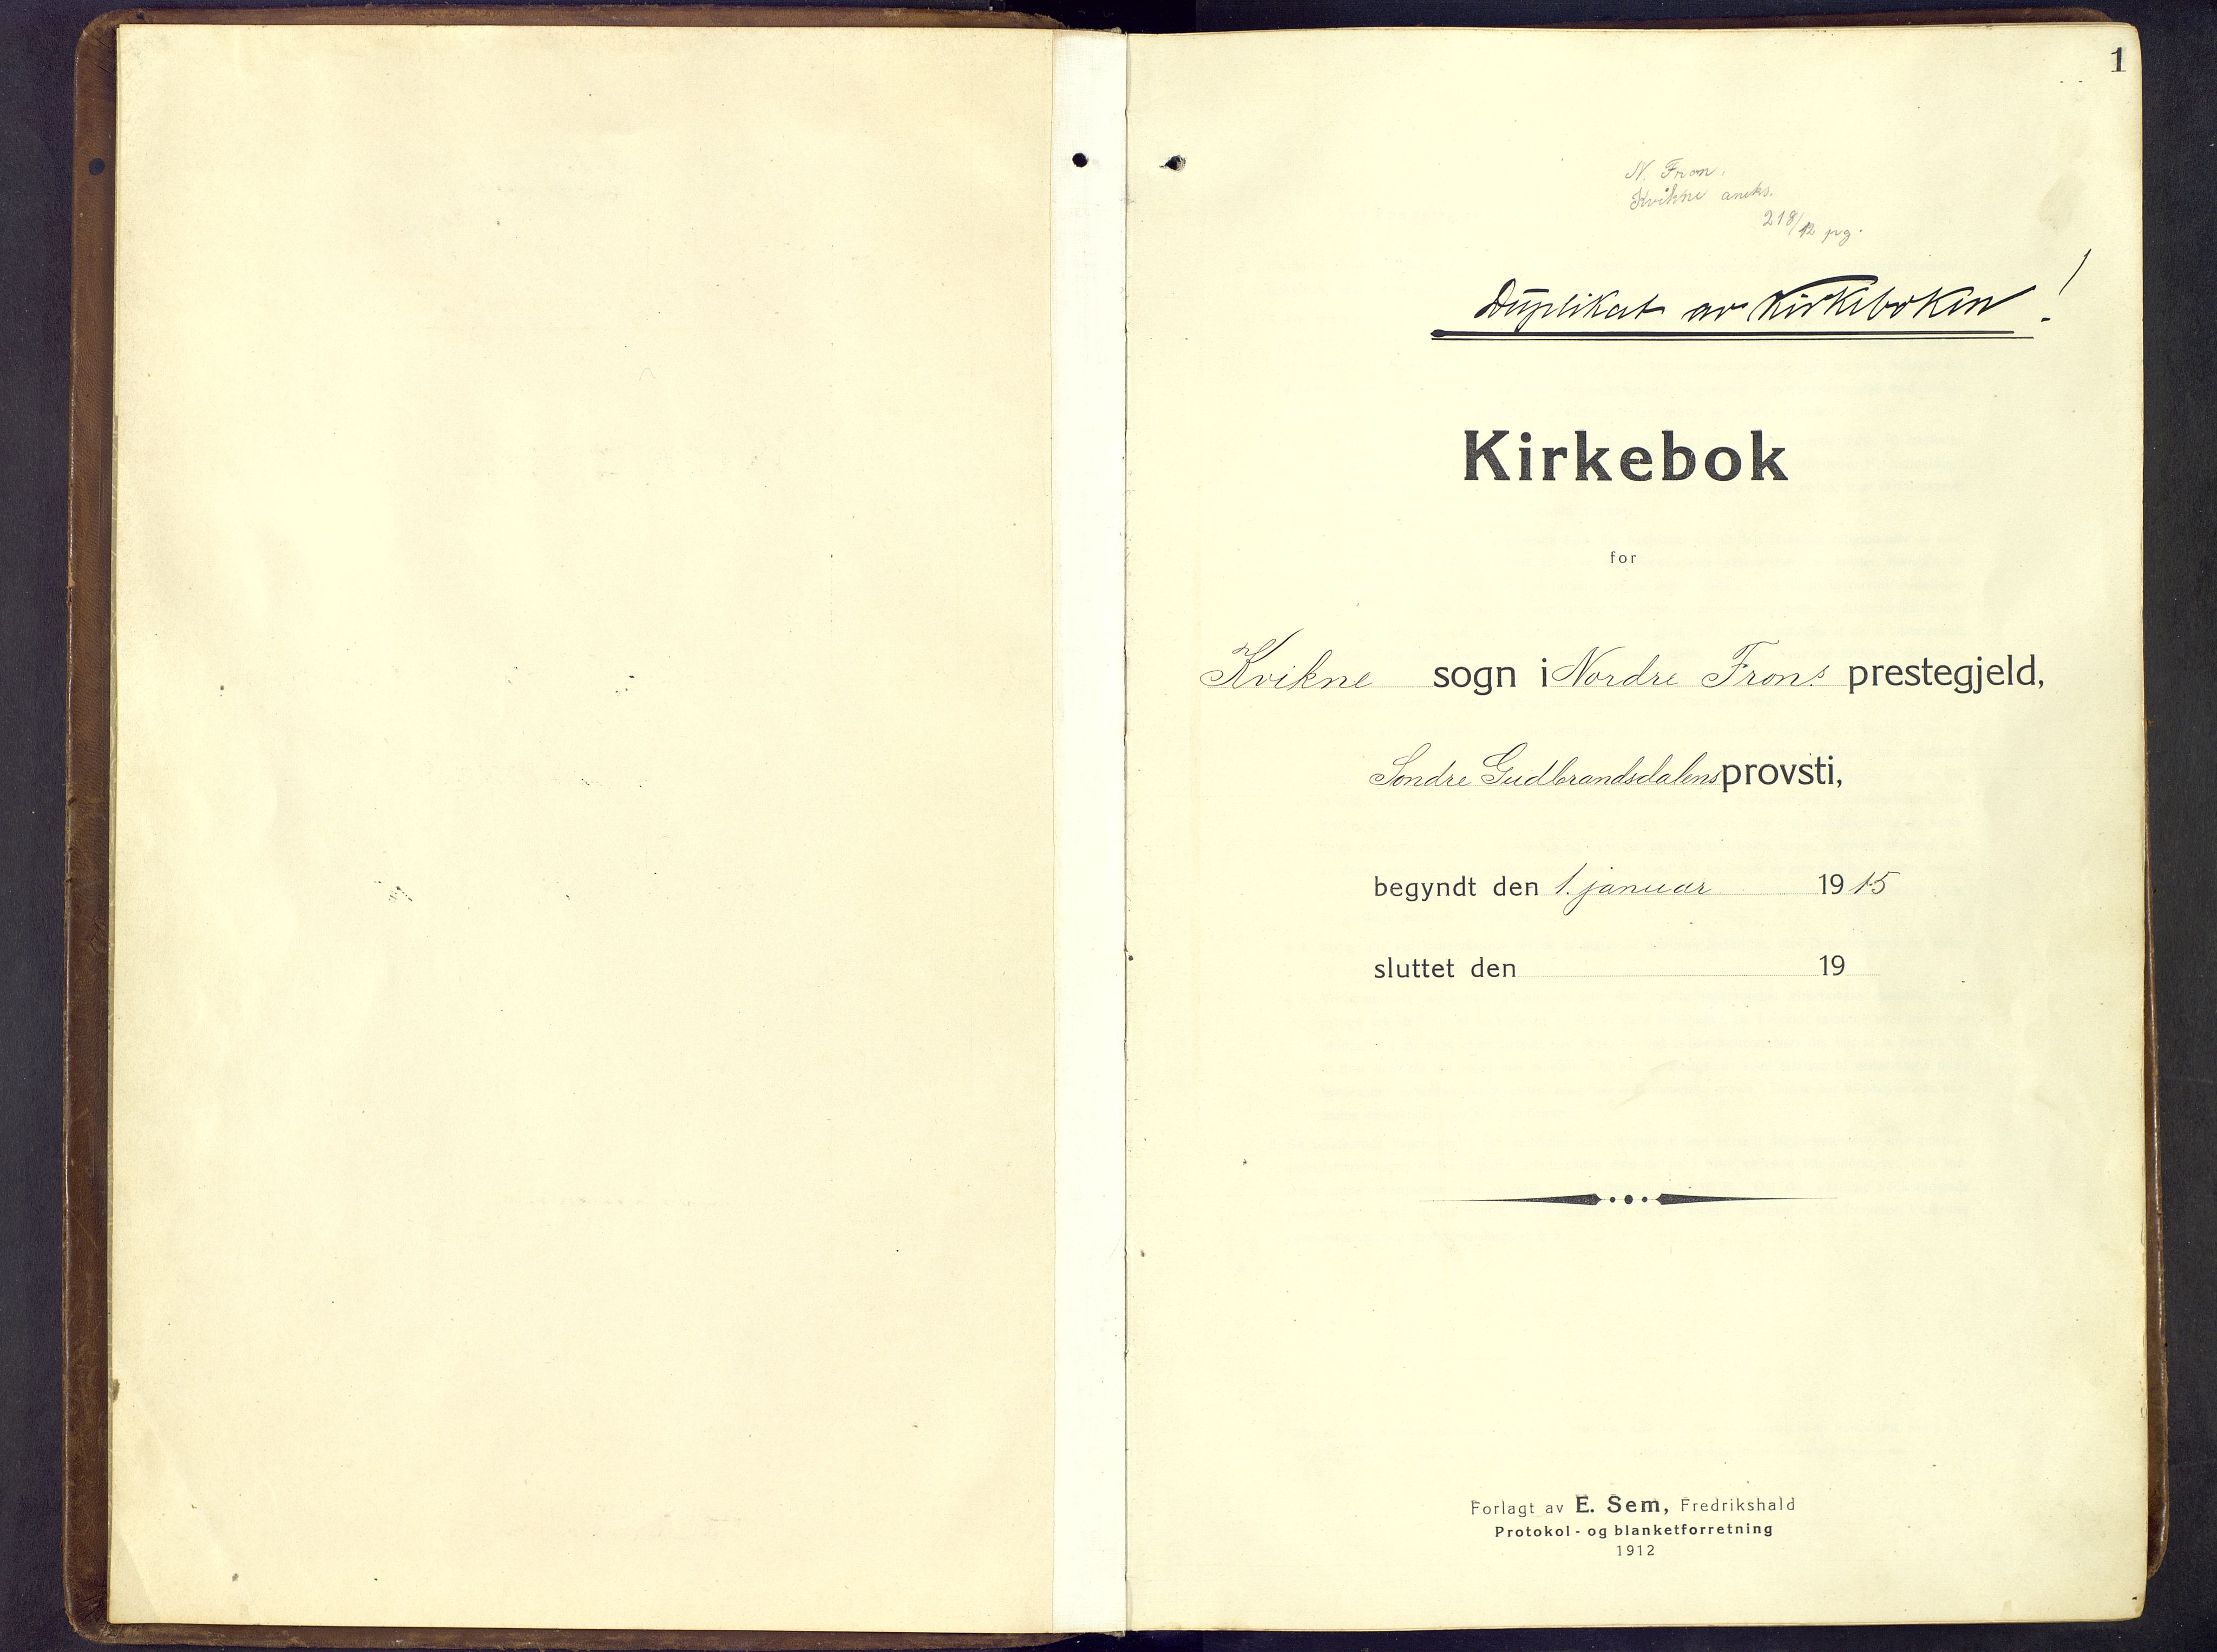 1
N. Fron.
Kvikne aneks.
218/12 pg.
Duplikat av Kirkeboken!
Kirkebok
for
Kvikne sogn i Nordre Frons prestegjeld,
Søndre Gudbrandsdalens provsti,
begyndt den 1. januar 1915
sluttet den 19
Forlagt av E. Sem, Fredrikshald
Protokol- og blanketforretning
1912